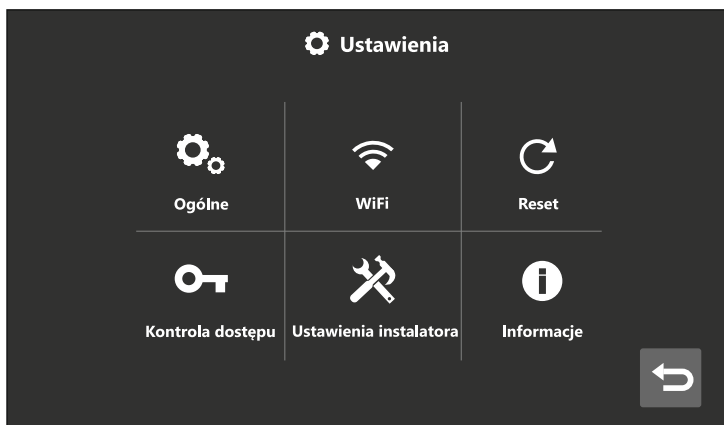 Ustawienia
Ogólne
WiFi
Reset
Kontrola dostępu
Ustawienia instalatora
Informacje